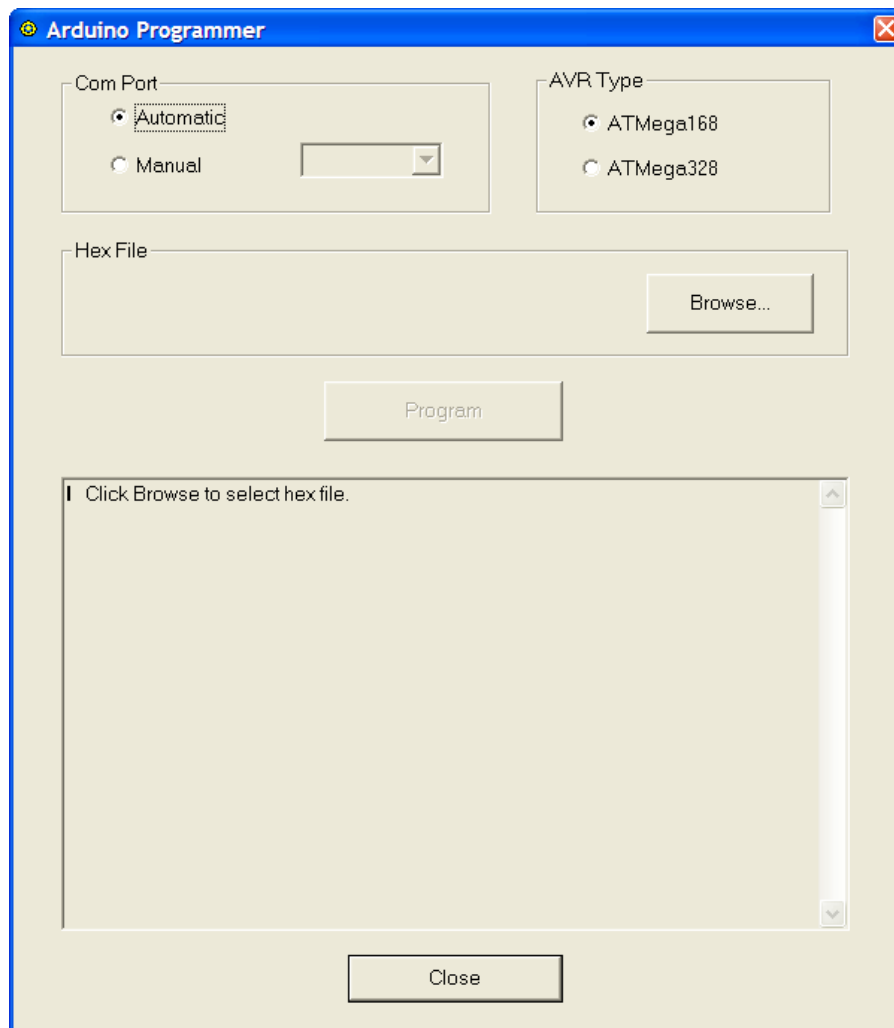 Arduino Programmer
Com Port
Automatic
Manual
AVR Type
ATMega168
ATMega328
Hex File
Browse...
Program
Click Browse to select hex file.
Close